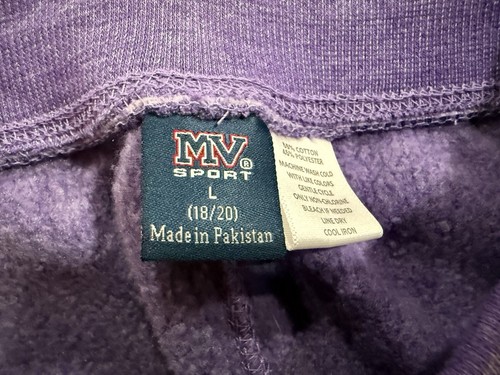 MV®
SPORT
L
(18/20)
Made in Pakistan
COTTON
POLYESTER
MACHINE WASH COLD
WITH LIKE COLORS
GENTLE CYCLE
ONLY NON-CHLORINE
BLEACH IF NEEDED
LINE DRY
COOL IRON